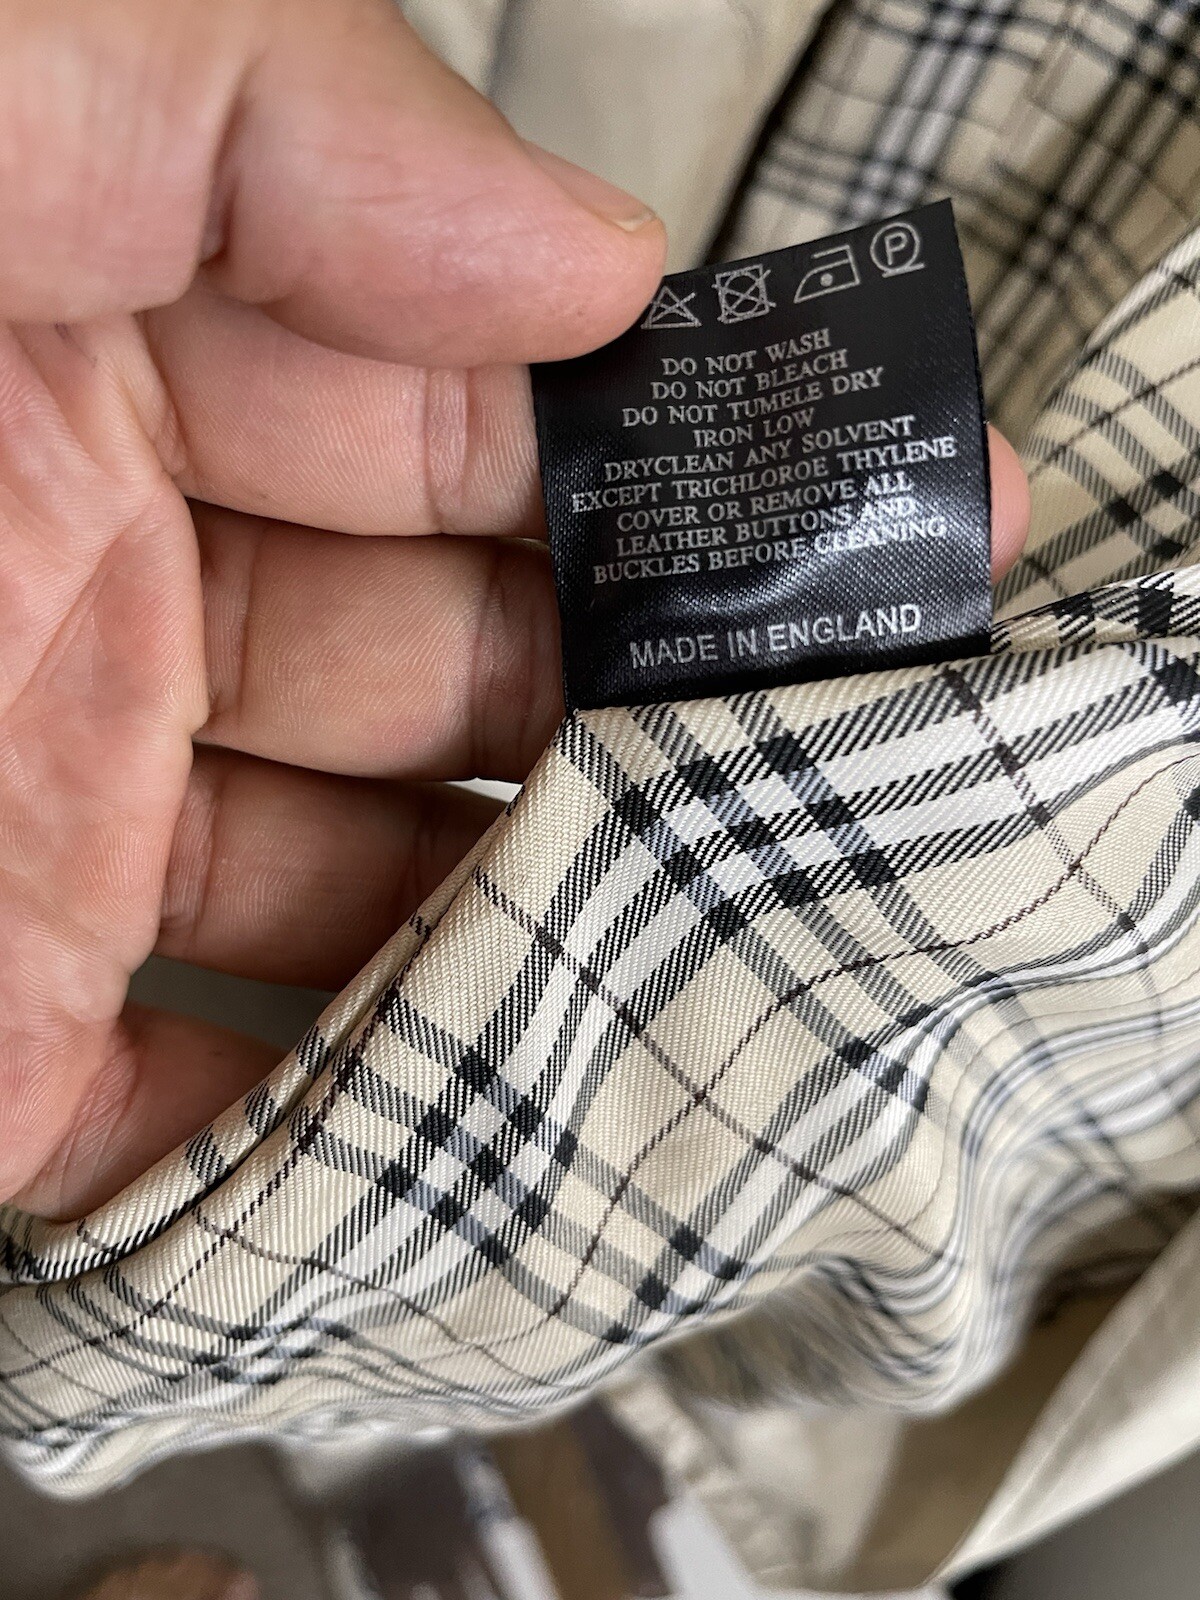 P
DO NOT WASH
DO NOT BLEACH
DO NOT TUMELE DRY
IRON LOW
DRYCLEAN ANY SOLVENT
EXCEPT TRICHLOROE THYLENE
COVER OR REMOVE ALL
LEATHER BUTTONS AND
BUCKLES BEFORE CLEANING
MADE IN ENGLAND